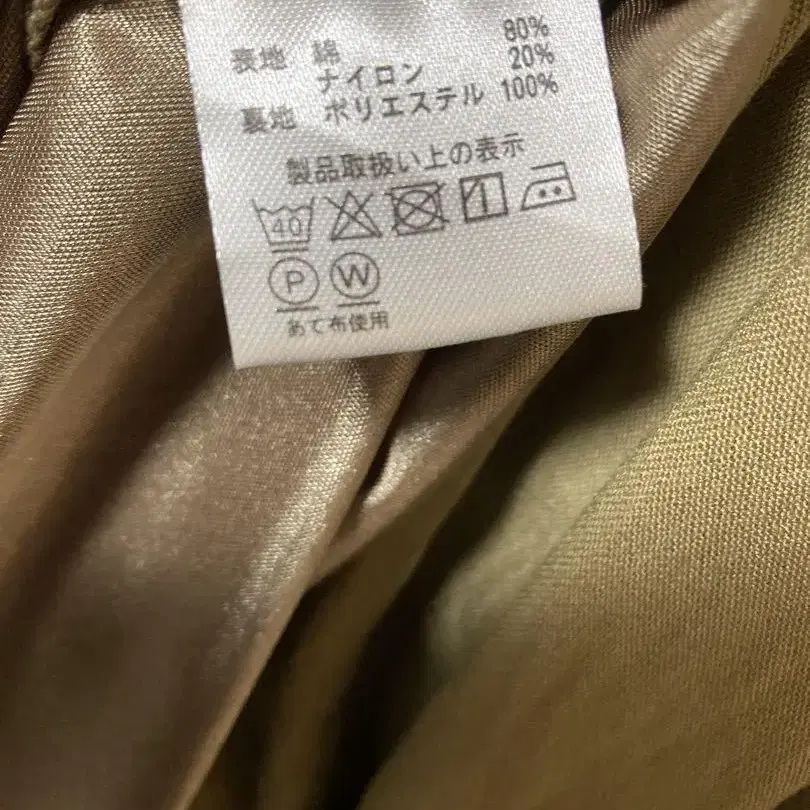 表地 綿 80%
ナイロン 20%
裏地 ポリエステル 100%
製品取扱い上の表示
40
P W
あて布使用